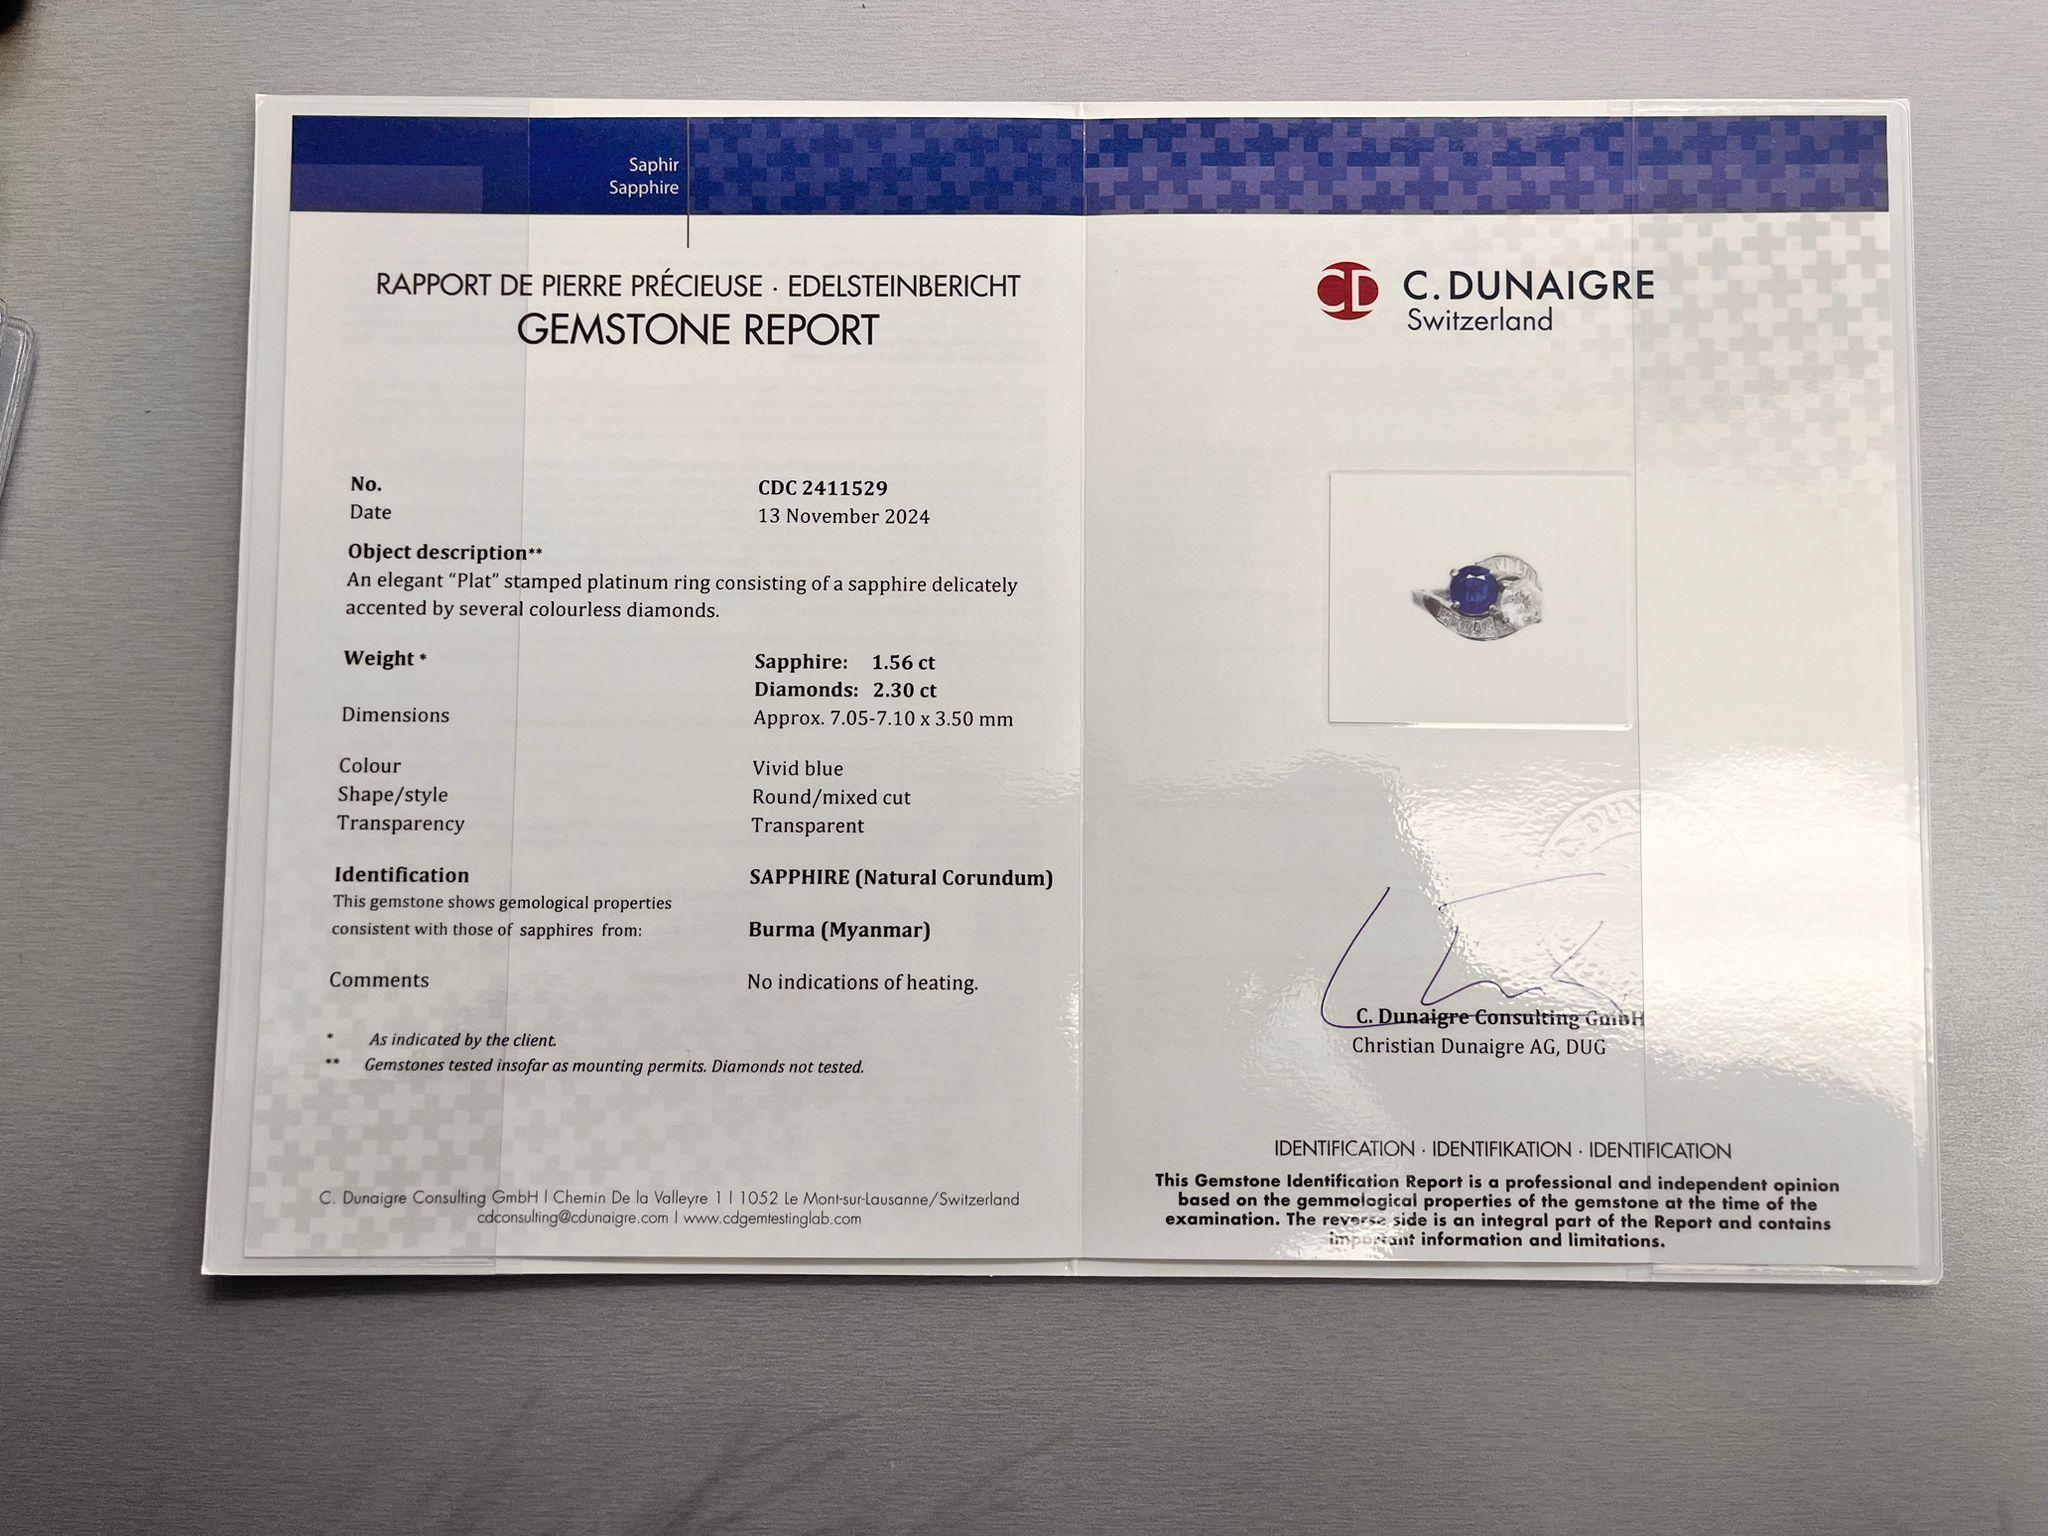 Saphir
Sapphire
RAPPORT DE PIERRE PRÉCIEUSE · EDELSTEINBERICHT
GEMSTONE REPORT
No. CDC 2411529
Date 13 November 2024
Object description**
An elegant “Plat” stamped platinum ring consisting of a sapphire delicately
accented by several colourless diamonds.
Weight * Sapphire: 1.56 ct
Diamonds: 2.30 ct
Dimensions Approx. 7.05-7.10 x 3.50 mm
Colour Vivid blue
Shape/style Round/mixed cut
Transparency Transparent
Identification SAPPHIRE (Natural Corundum)
This gemstone shows gemological properties
consistent with those of sapphires from: Burma (Myanmar)
Comments No indications of heating.
* As indicated by the client.
** Gemstones tested insofar as mounting permits. Diamonds not tested.
C. Dunaigre Consulting GmbH | Chemin De la Valleyre 1 | 1052 Le Mont-sur-Lausanne/Switzerland
cdconsulting@cdunaigre.com | www.cdgemtestinglab.com
CD C. DUNAIGRE
Switzerland
C. DUN
C. Dunaigre Consulting GmbH
Christian Dunaigre AG, DUG
IDENTIFICATION · IDENTIFIKATION · IDENTIFICATION
This Gemstone Identification Report is a professional and independent opinion
based on the gemmological properties of the gemstone at the time of the
examination. The reverse side is an integral part of the Report and contains
important information and limitations.